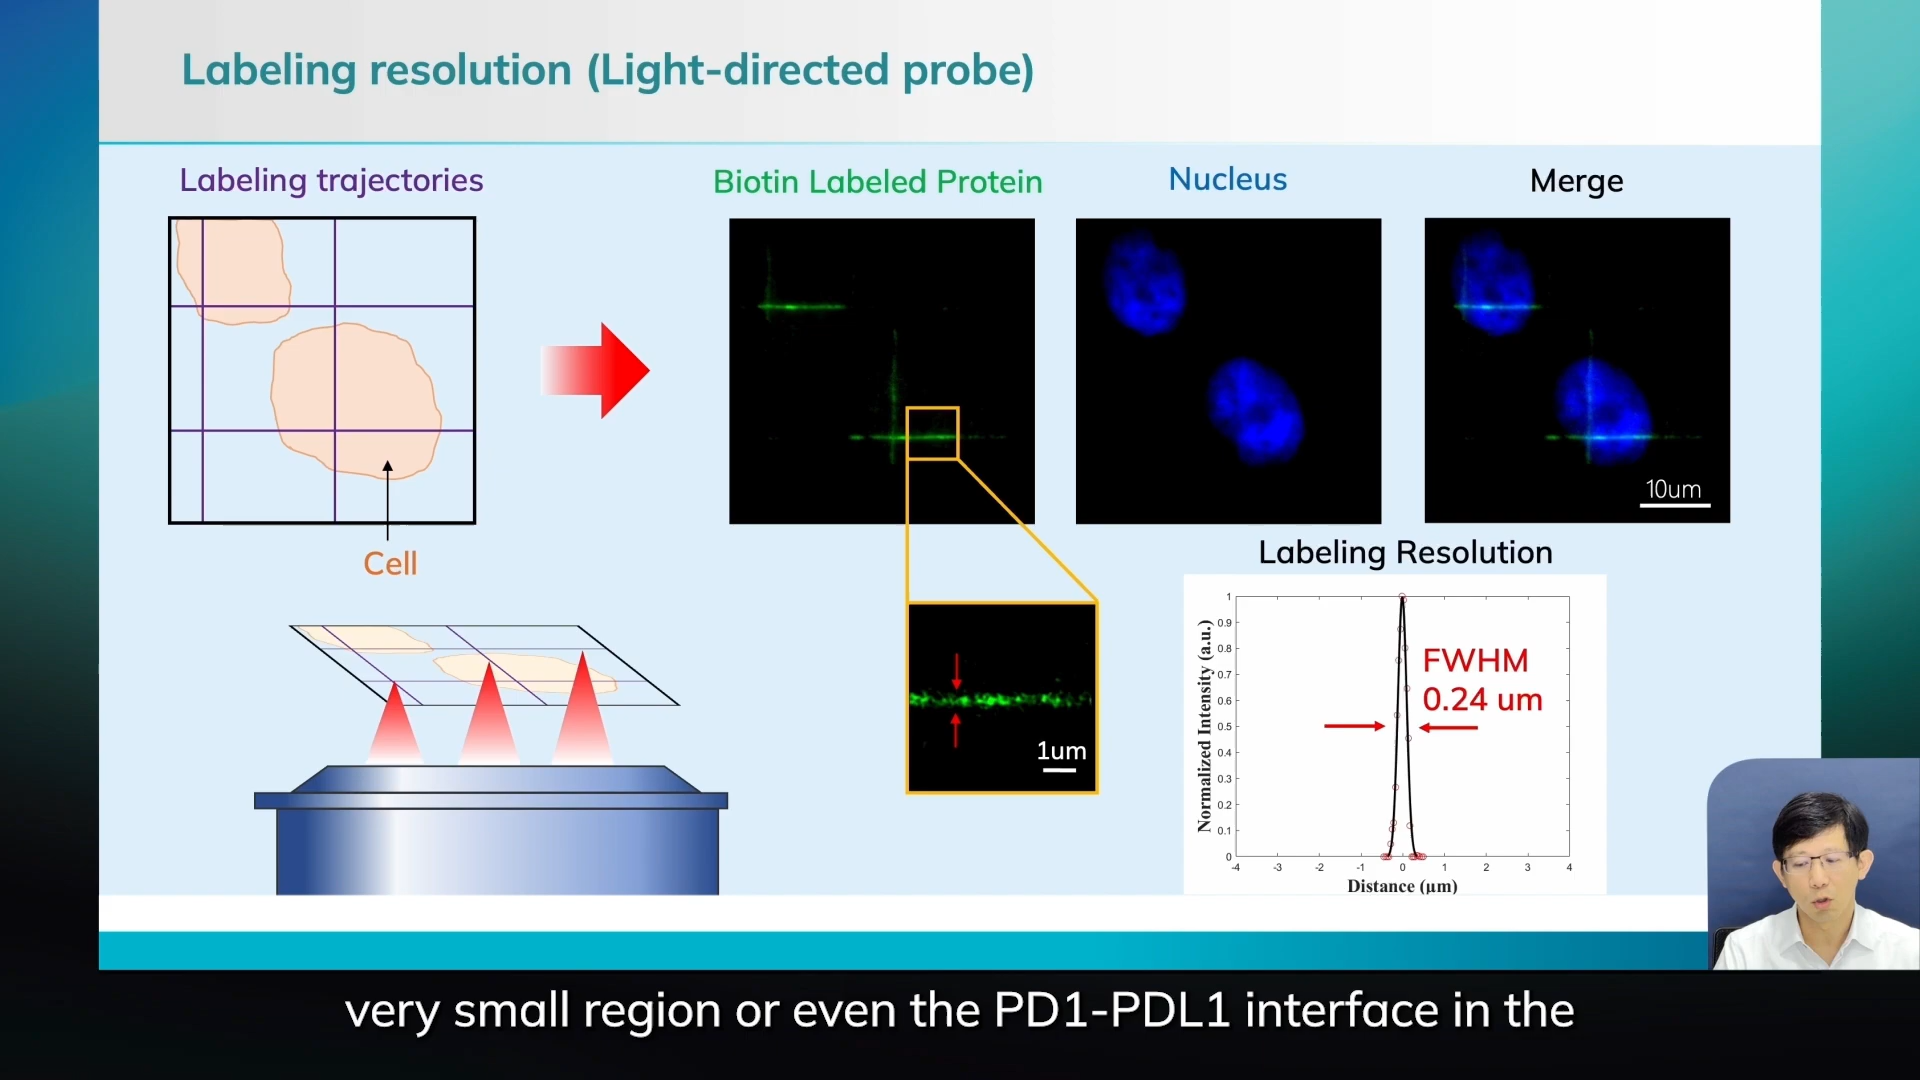 Labeling resolution (Light-directed probe)
Labeling trajectories
Biotin Labeled Protein
Nucleus
Merge
10um
Cell
Labeling Resolution
1um
FWHM
0.24 um
Normalized Intensity (a.u.)
1
0.9
0.8
0.7
0.6
0.5
0.4
0.3
0.2
0.1
0
-4 -3 -2 -1 0 1 2 3 4
Distance (μm)
very small region or even the PD1-PDL1 interface in the